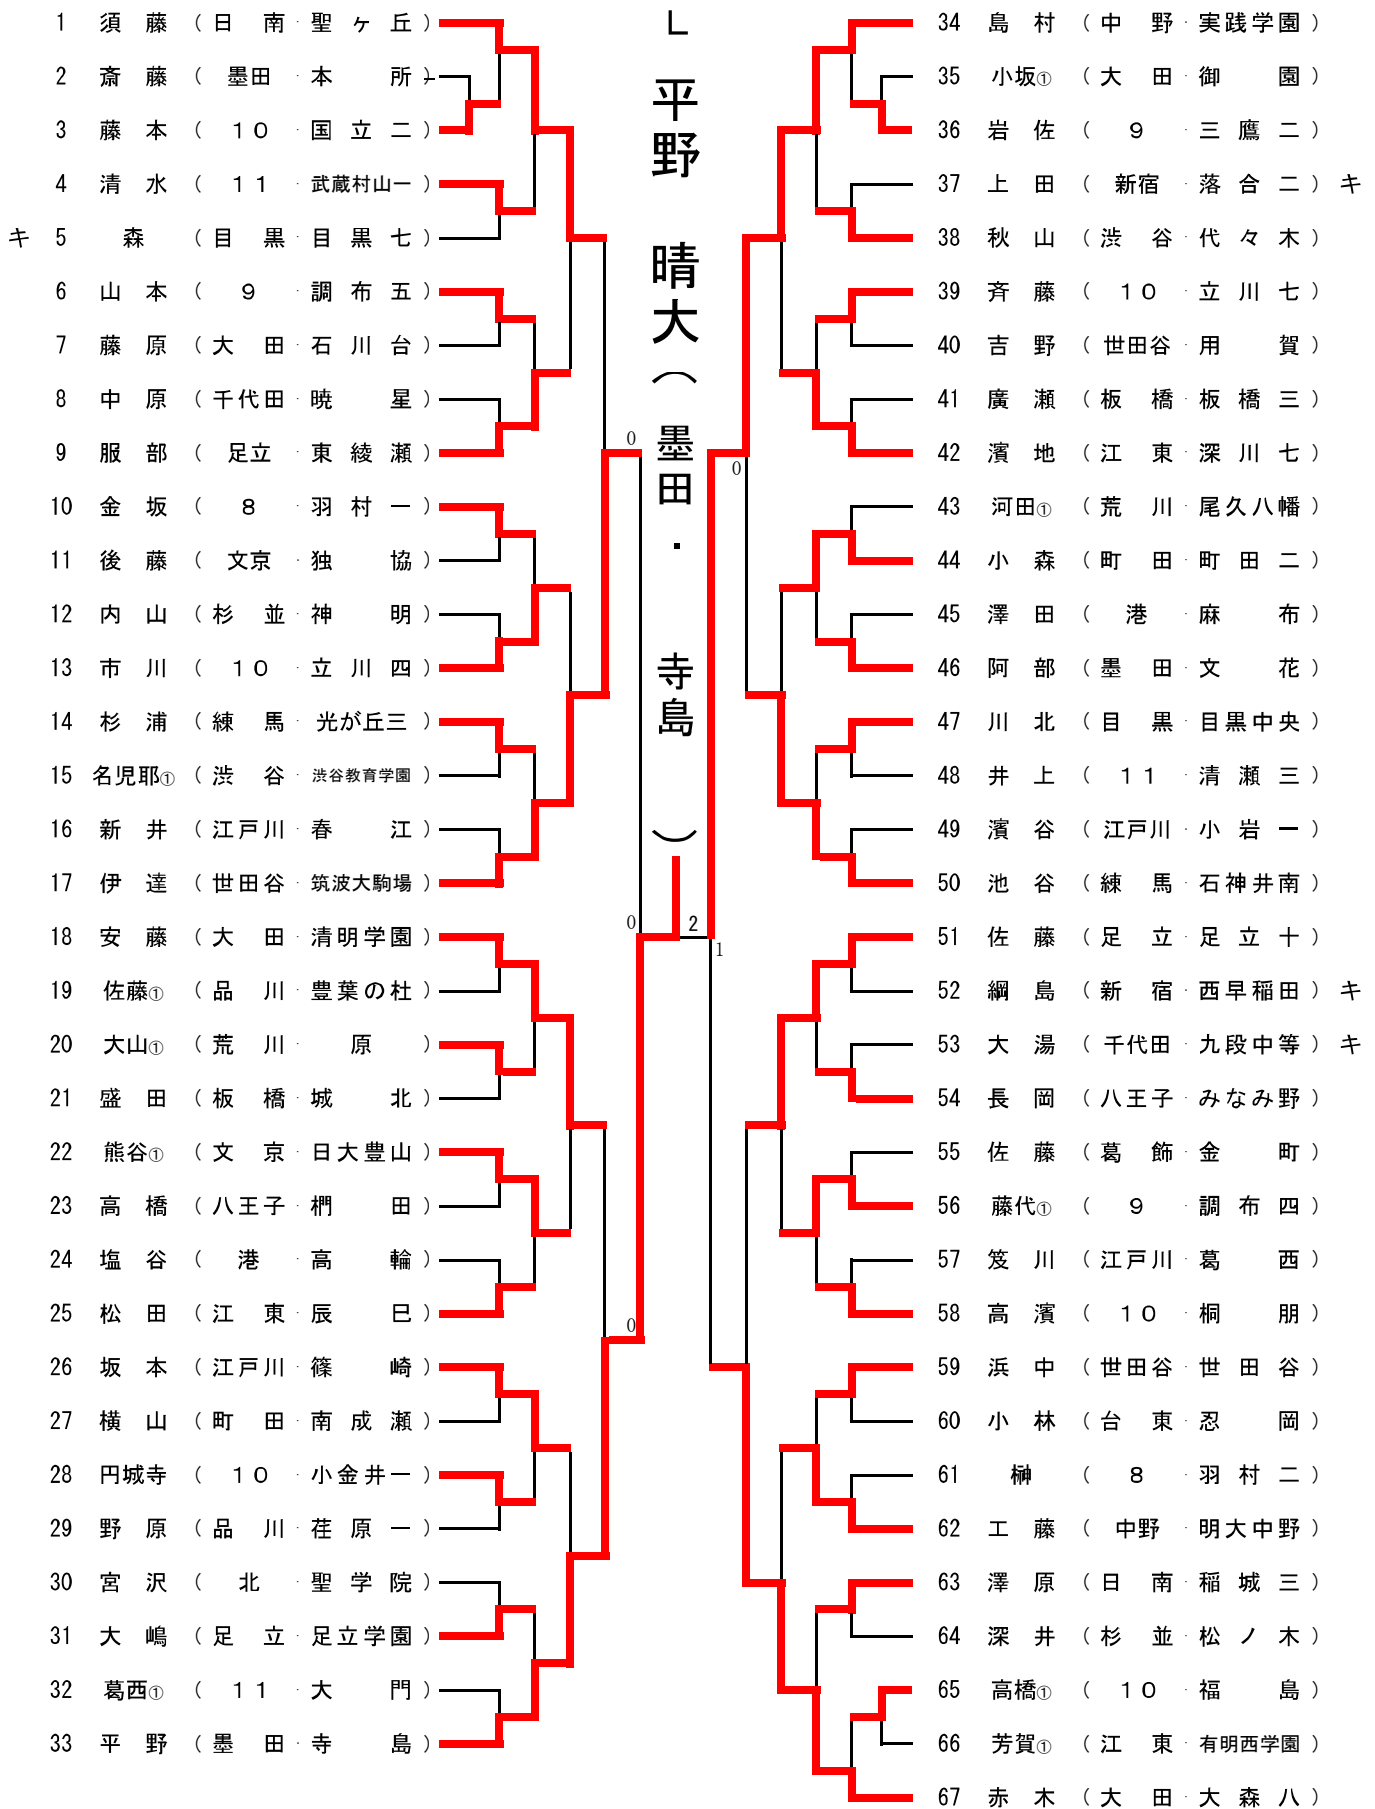 1 須藤 ( 日南 ・ 聖ヶ丘 )
2 斎藤 ( 墨田 ・ 本所 )
3 藤本 ( 10 ・ 国立二 )
4 清水 ( 11 ・ 武蔵村山一 )
キ 5 森 ( 目黒 ・ 目黒七 )
6 山本 ( 9 ・ 調布五 )
7 藤原 ( 大田 ・ 石川台 )
8 中原 ( 千代田 ・ 暁星 )
9 服部 ( 足立 ・ 東綾瀬 )
10 金坂 ( 8 ・ 羽村一 )
11 後藤 ( 文京 ・ 独協 )
12 内山 ( 杉並 ・ 神明 )
13 市川 ( 10 ・ 立川四 )
14 杉浦 ( 練馬 ・ 光が丘三 )
15 名児耶① ( 渋谷 ・ 渋谷教育学園 )
16 新井 ( 江戸川 ・ 春江 )
17 伊達 ( 世田谷 ・ 筑波大駒場 )
18 安藤 ( 大田 ・ 清明学園 )
19 佐藤① ( 品川 ・ 豊葉の杜 )
20 大山① ( 荒川 ・ 原 )
21 盛田 ( 板橋 ・ 城北 )
22 熊谷① ( 文京 ・ 日大豊山 )
23 高橋 ( 八王子 ・ 椚田 )
24 塩谷 ( 港 ・ 高輪 )
25 松田 ( 江東 ・ 辰巳 )
26 坂本 ( 江戸川 ・ 篠崎 )
27 横山 ( 町田 ・ 南成瀬 )
28 円城寺 ( 10 ・ 小金井一 )
29 野原 ( 品川 ・ 荏原一 )
30 宮沢 ( 北 ・ 聖学院 )
31 大嶋 ( 足立 ・ 足立学園 )
32 葛西① ( 11 ・ 大門 )
33 平野 ( 墨田 ・ 寺島 )
L 平野 晴大(墨田・ 寺島 )
0
0
0
2
0
1
34 島村 ( 中野 ・ 実践学園 )
35 小坂① ( 大田 ・ 御園 )
36 岩佐 ( 9 ・ 三鷹二 )
37 上田 ( 新宿 ・ 落合二 ) キ
38 秋山 ( 渋谷 ・ 代々木 )
39 斉藤 ( 10 ・ 立川七 )
40 吉野 ( 世田谷 ・ 用賀 )
41 廣瀬 ( 板橋 ・ 板橋三 )
42 濱地 ( 江東 ・ 深川七 )
43 河田① ( 荒川 ・ 尾久八幡 )
44 小森 ( 町田 ・ 町田二 )
45 澤田 ( 港 ・ 麻布 )
46 阿部 ( 墨田 ・ 文花 )
47 川北 ( 目黒 ・ 目黒中央 )
48 井上 ( 11 ・ 清瀬三 )
49 濱谷 ( 江戸川 ・ 小岩一 )
50 池谷 ( 練馬 ・ 石神井南 )
51 佐藤 ( 足立 ・ 足立十 )
52 綱島 ( 新宿 ・ 西早稲田 ) キ
53 大湯 ( 千代田 ・ 九段中等 ) キ
54 長岡 ( 八王子 ・ みなみ野 )
55 佐藤 ( 葛飾 ・ 金町 )
56 藤代① ( 9 ・ 調布四 )
57 笈川 ( 江戸川 ・ 葛西 )
58 高濱 ( 10 ・ 桐朋 )
59 浜中 ( 世田谷 ・ 世田谷 )
60 小林 ( 台東 ・ 忍岡 )
61 榊 ( 8 ・ 羽村二 )
62 工藤 ( 中野 ・ 明大中野 )
63 澤原 ( 日南 ・ 稲城三 )
64 深井 ( 杉並 ・ 松ノ木 )
65 高橋① ( 10 ・ 福島 )
66 芳賀① ( 江東 ・ 有明西学園 )
67 赤木 ( 大田 ・ 大森八 )